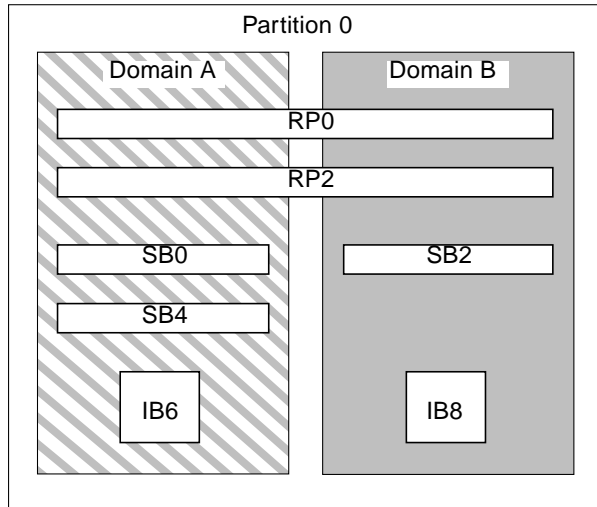 Partition 0
Domain A
Domain B
RP0
RP2
SB0
SB2
SB4
IB6
IB8